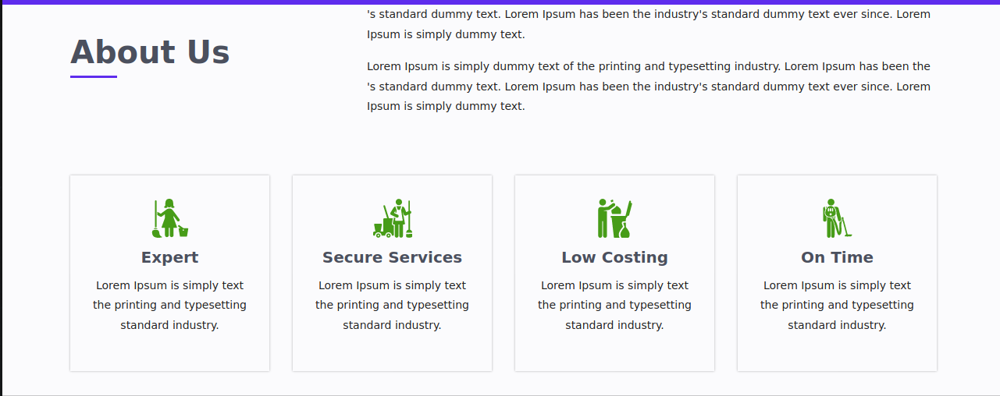 's standard dummy text. Lorem Ipsum has been the industry's standard dummy text ever since. Lorem
Ipsum is simply dummy text.
About Us
Lorem Ipsum is simply dummy text of the printing and typesetting industry. Lorem Ipsum has been the
's standard dummy text. Lorem Ipsum has been the industry's standard dummy text ever since. Lorem
Ipsum is simply dummy text.
Expert
Lorem Ipsum is simply text
the printing and typesetting
standard industry.
Secure Services
Lorem Ipsum is simply text
the printing and typesetting
standard industry.
Low Costing
Lorem Ipsum is simply text
the printing and typesetting
standard industry.
On Time
Lorem Ipsum is simply text
the printing and typesetting
standard industry.